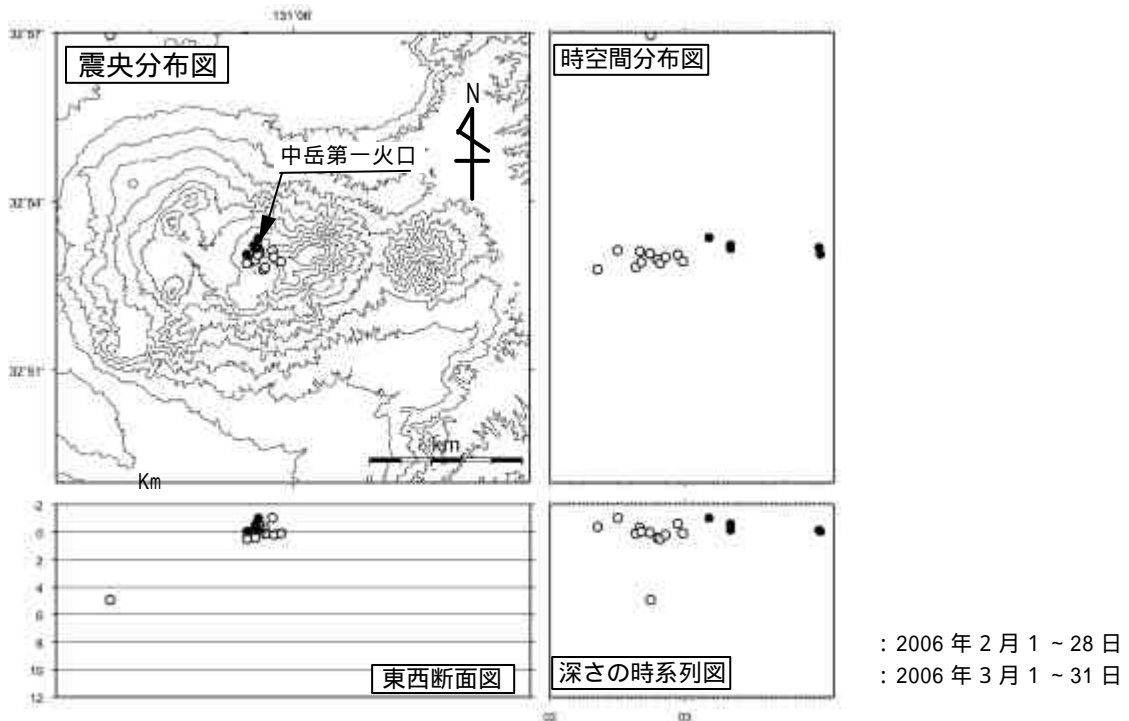 131°06'
32°57'
震央分布図
時空間分布図
N
中岳第一火口
32°54'
32°51'
km
Km
-2
0
2
4
6
8
10
12
東西断面図
深さの時系列図
: 2006 年 2 月 1 ~ 28 日
: 2006 年 3 月 1 ~ 31 日
03